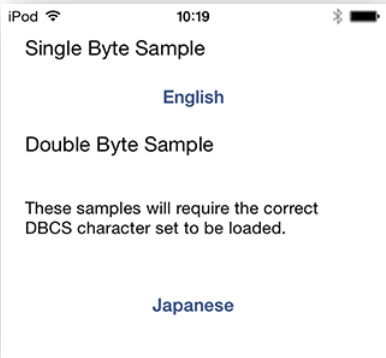 iPod 10:19
Single Byte Sample
English
Double Byte Sample
These samples will require the correct
DBCS character set to be loaded.
Japanese